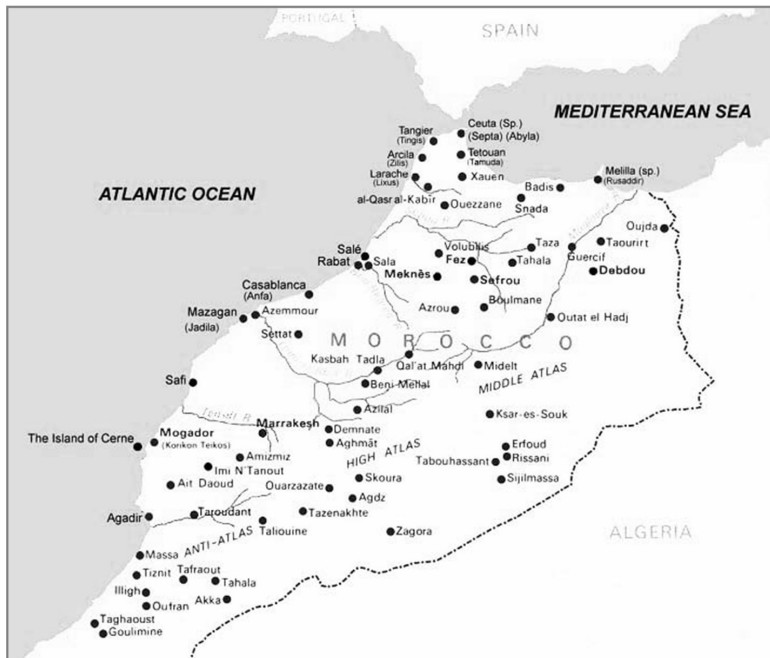 PORTUGAL
SPAIN
MEDITERRANEAN SEA
ATLANTIC OCEAN
Tangier
(Tingis)
Ceuta (Sp.)
(Septa) (Abyla)
Arcila
(Zilis)
Tetouan
(Tamuda)
Larache
(Lixus)
Xauen
Badis
Melilla (sp.)
(Rusaddir)
al-Qasr al-Kabīr
Ouezzane
Snada
Oujda
Salé
Rabat
Sala
Volubilis
Fez
Taza
Tahala
Guercif
Taourirt
Meknès
Sefrou
Debdou
Casablanca
(Anfa)
Mazagan
(Jadila)
Azemmour
Azrou
Boulmane
Outat el Hadj
Settat
MOROCCO
Kasbah Tadla
Qal'at Mahdi
Midelt
MIDDLE ATLAS
Safi
Beni Mellal
Azilal
Ksar-es-Souk
Marrakesh
Demnate
Aghmāt
The Island of Cerne
Mogador
(Korikon Teikos)
HIGH ATLAS
Erfoud
Rissani
Tabouhassant
Sijilmassa
Amizmiz
Imi N'Tanout
Ait Daoud
Ouarzazate
Skoura
Agdz
Agadir
Taroudant
Tazenakhte
Taliouine
Zagora
ALGERIA
ANTI-ATLAS
Massa
Tiznit
Tafraout
Tahala
Illigh
Oufran
Akka
Taghaoust
Goulimine